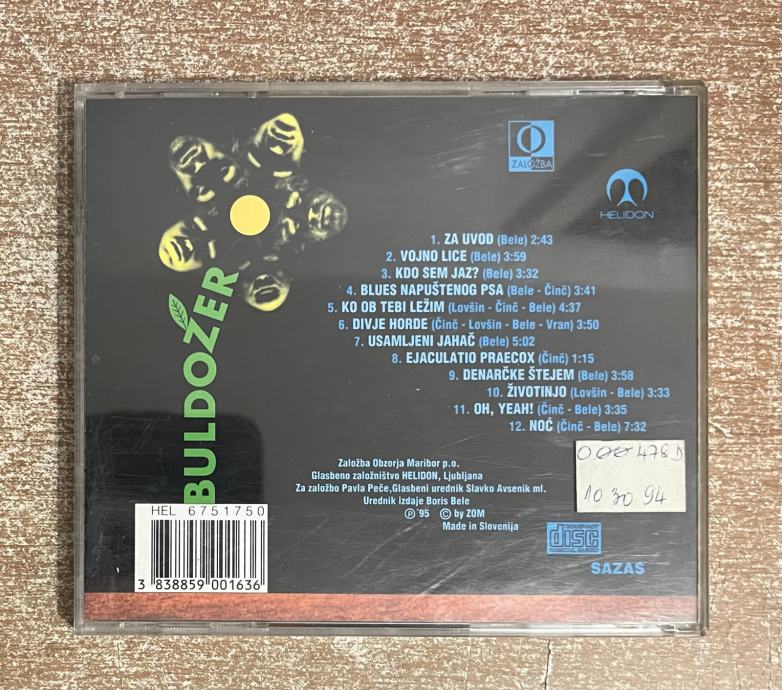 ZALOŽBA
HELIDON
BULDOŽER
1. ZA UVOD (Bele) 2:43
2. VOJNO LICE (Bele) 3:59
3. KDO SEM JAZ? (Bele) 3:32
4. BLUES NAPUŠTENOG PSA (Bele - Činč) 3:41
5. KO OB TEBI LEŽIM (Lovšin - Činč - Bele) 4:37
6. DIVJE HORDE (Činč - Lovšin - Bele - Vran) 3:50
7. USAMLJENI JAHAČ (Bele) 5:02
8. EJACULATIO PRAECOX (Činč) 1:15
9. DENARČKE ŠTEJEM (Bele) 3:58
10. ŽIVOTINJO (Lovšin - Bele) 3:33
11. OH, YEAH! (Činč - Bele) 3:35
12. NOĆ (Činč - Bele) 7:32
Založba Obzorja Maribor p.o.
Glasbeno založništvo HELIDON, Ljubljana
Za založbo Pavla Peče,Glasbeni urednik Slavko Avsenik ml.
Urednik izdaje Boris Bele
Ⓟ '95 © by ZOM
Made in Slovenija
000478D
10 30 94
HEL 6751750
3 838859 001636
COMPACT
disc
DIGITAL AUDIO
SAZAS